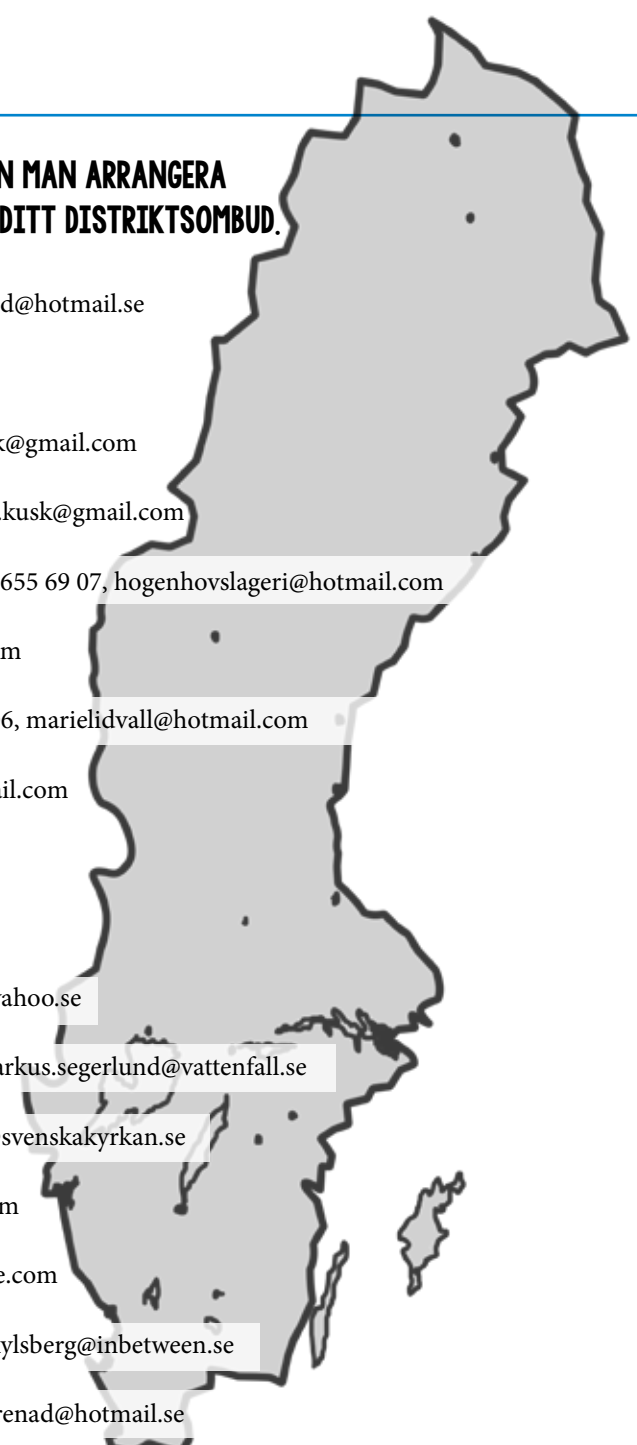 N MAN ARRANGERA
DITT DISTRIKTSOMBUD.
d@hotmail.se
k@gmail.com
.kusk@gmail.com
655 69 07, hogenhovslageri@hotmail.com
m
6, marielidvall@hotmail.com
il.com
ahoo.se
arkus.segerlund@vattenfall.se
svenskakyrkan.se
m
e.com
ylsberg@inbetween.se
renad@hotmail.se